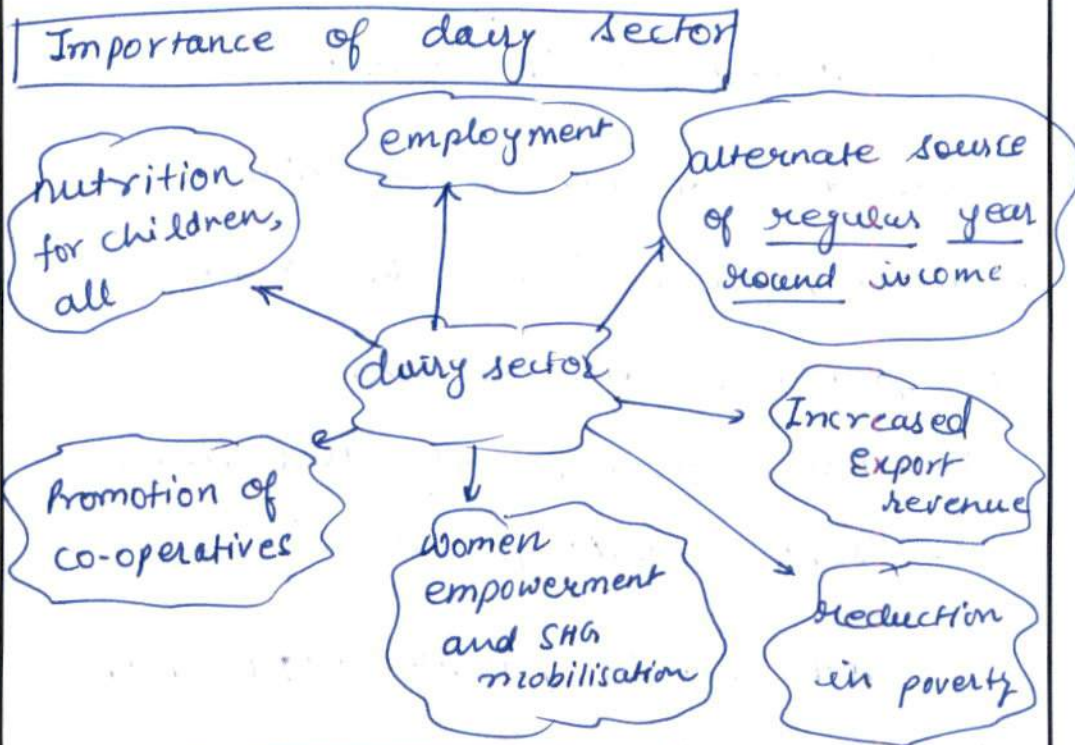 Importance of dairy sector
employment
nutrition
for children,
all
alternate source
of regular year
round income
dairy sector
Increased
Export
revenue
Promotion of
co-operatives
women
empowerment
and SHG
mobilisation
reduction
in poverty